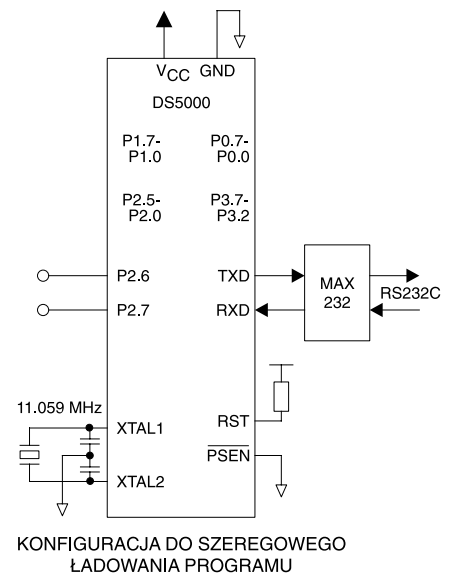 VCC GND
DS5000
P1.7- P0.7-
P1.0 P0.0
P2.5- P3.7-
P2.0 P3.2
P2.6 TXD
MAX
232
RS232C
P2.7 RXD
11.059 MHz
XTAL1 RST
PSEN
XTAL2
KONFIGURACJA DO SZEREGOWEGO
ŁADOWANIA PROGRAMU